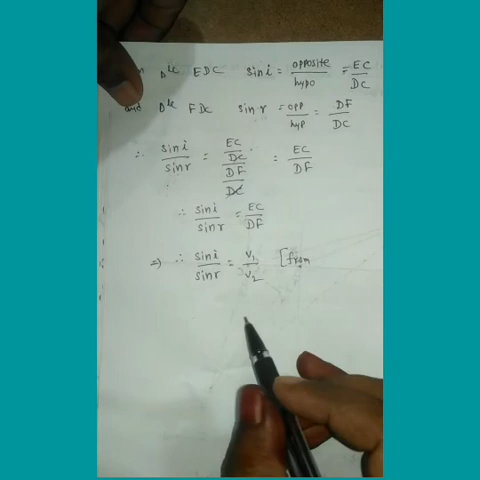 Δle EDC sin i = opposite/hypo = EC/DC
and Δle FDC sin r = opp/hyp = DF/DC
∴ sin i/sin r = EC/DC/DF/DC = EC/DF
∴ sin i/sin r = EC/DF
⇒ ∴ sin i/sin r = V1/V2 [from